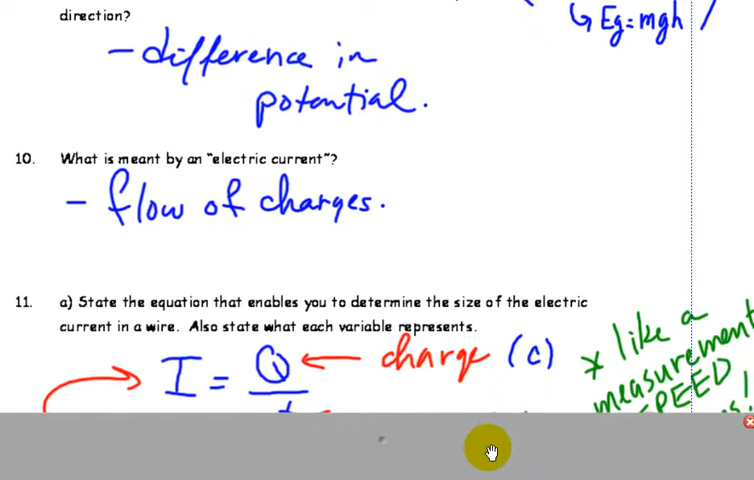 ↳ Eg = mgh
direction?
- difference in
potential.
10. What is meant by an "electric current"?
- flow of charges.
11. a) State the equation that enables you to determine the size of the electric
current in a wire. Also state what each variable represents.
I = Q ← charge (C)
* like a
measurement
SPEED